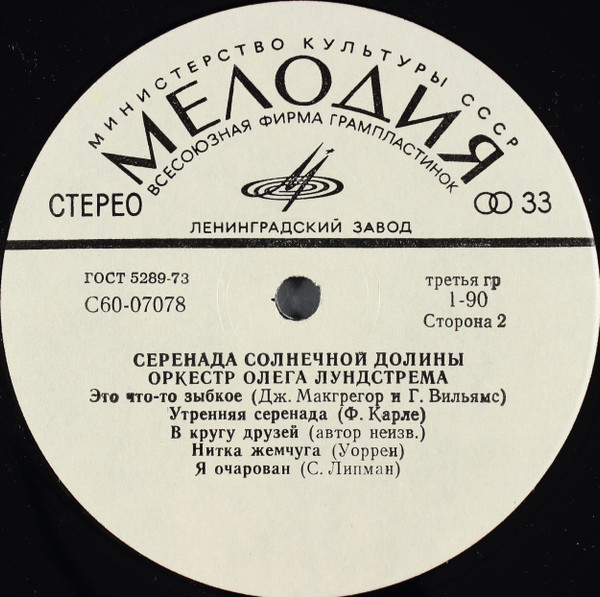 МИНИСТЕРСТВО КУЛЬТУРЫ СССР
МЕЛОДИЯ
ВСЕСОЮЗНАЯ ФИРМА ГРАМПЛАСТИНОК
СТЕРЕО
33
ЛЕНИНГРАДСКИЙ ЗАВОД
ГОСТ 5289-73
С60-07078
третья гр
1-90
Сторона 2
СЕРЕНАДА СОЛНЕЧНОЙ ДОЛИНЫ
ОРКЕСТР ОЛЕГА ЛУНДСТРЕМА
Это что-то зыбкое (Дж. Макгрегор и Г. Вильямс)
Утренняя серенада (Ф. Карле)
В кругу друзей (автор неизв.)
Нитка жемчуга (Уоррен)
Я очарован (С. Липман)